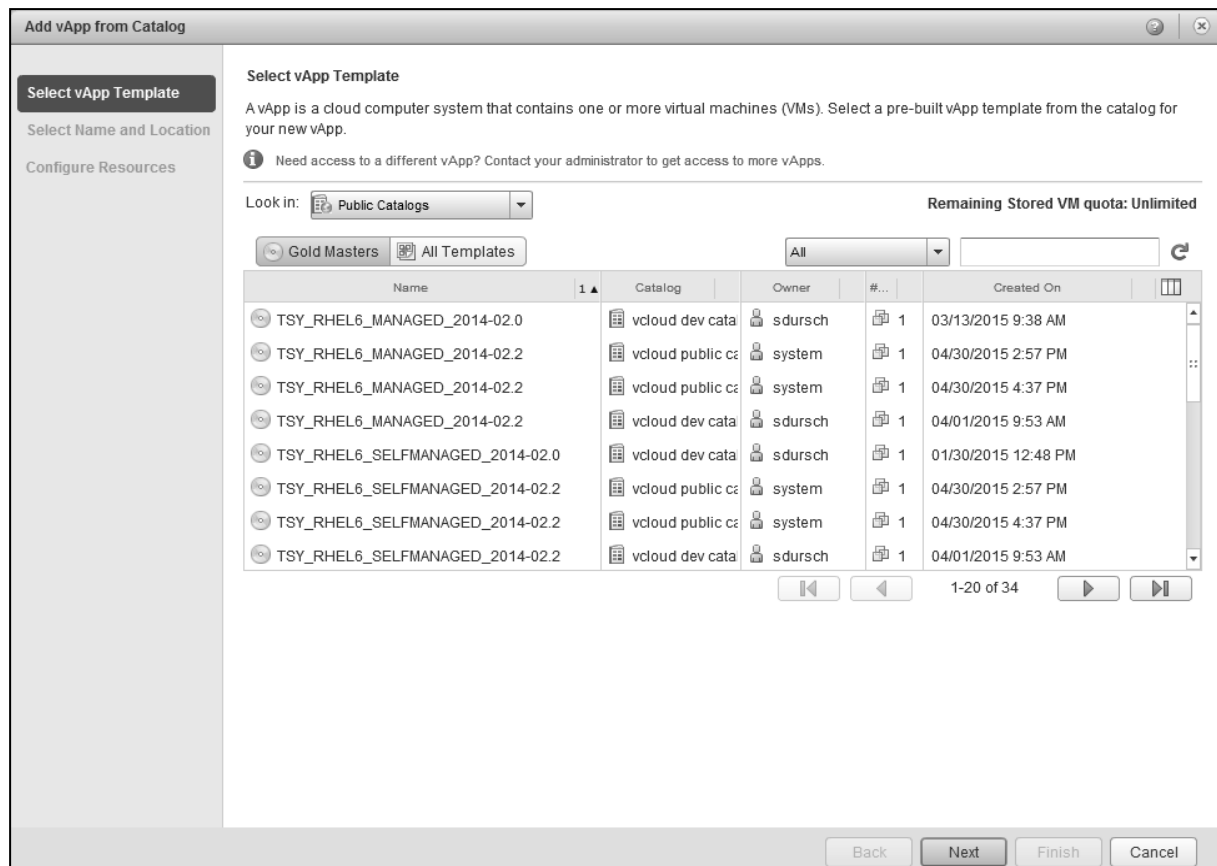 Add vApp from Catalog
Select vApp Template
Select Name and Location
Configure Resources
Select vApp Template
A vApp is a cloud computer system that contains one or more virtual machines (VMs). Select a pre-built vApp template from the catalog for
your new vApp.
Need access to a different vApp? Contact your administrator to get access to more vApps.
Look in: Public Catalogs Remaining Stored VM quota: Unlimited
Gold Masters All Templates All
Name 1▲ Catalog Owner #... Created On
TSY_RHEL6_MANAGED_2014-02.0 vcloud dev cata sdursch 1 03/13/2015 9:38 AM
TSY_RHEL6_MANAGED_2014-02.2 vcloud public ca system 1 04/30/2015 2:57 PM
TSY_RHEL6_MANAGED_2014-02.2 vcloud public ca system 1 04/30/2015 4:37 PM
TSY_RHEL6_MANAGED_2014-02.2 vcloud dev cata sdursch 1 04/01/2015 9:53 AM
TSY_RHEL6_SELFMANAGED_2014-02.0 vcloud dev cata sdursch 1 01/30/2015 12:48 PM
TSY_RHEL6_SELFMANAGED_2014-02.2 vcloud public ca system 1 04/30/2015 2:57 PM
TSY_RHEL6_SELFMANAGED_2014-02.2 vcloud public ca system 1 04/30/2015 4:37 PM
TSY_RHEL6_SELFMANAGED_2014-02.2 vcloud dev cata sdursch 1 04/01/2015 9:53 AM
1-20 of 34
Back Next Finish Cancel